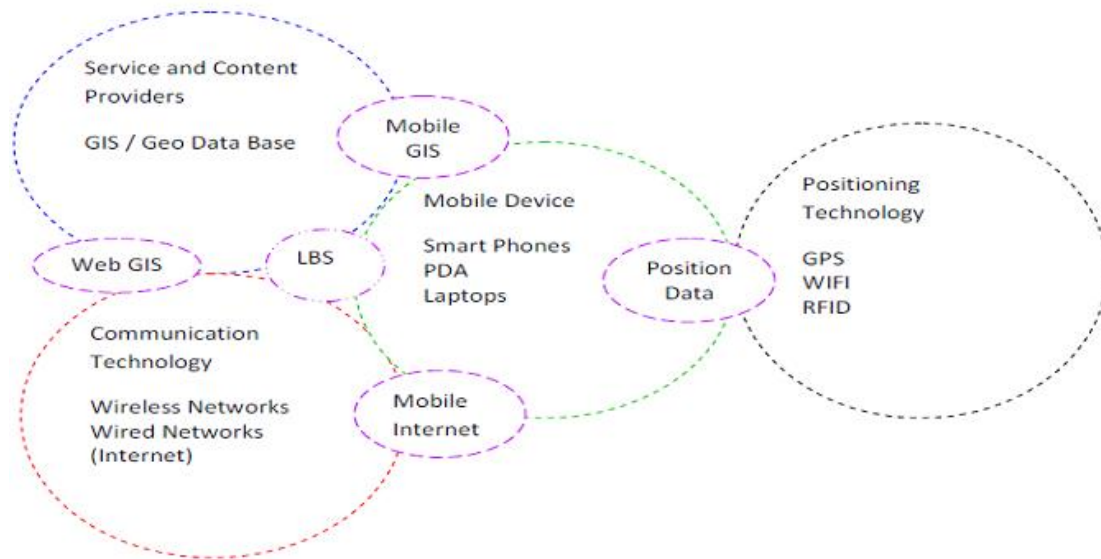 Service and Content
Providers
GIS / Geo Data Base
Mobile
GIS
Web GIS
LBS
Mobile Device
Smart Phones
PDA
Laptops
Position
Data
Positioning
Technology
GPS
WIFI
RFID
Communication
Technology
Wireless Networks
Wired Networks
(Internet)
Mobile
Internet